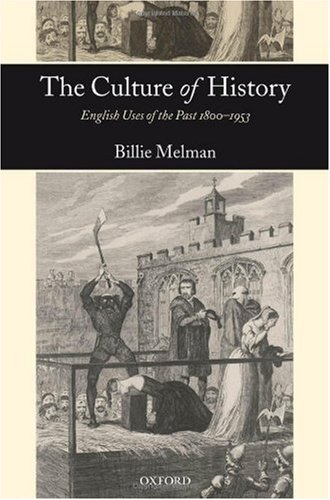 The Culture of History
English Uses of the Past 1800–1953
Billie Melman
OXFORD